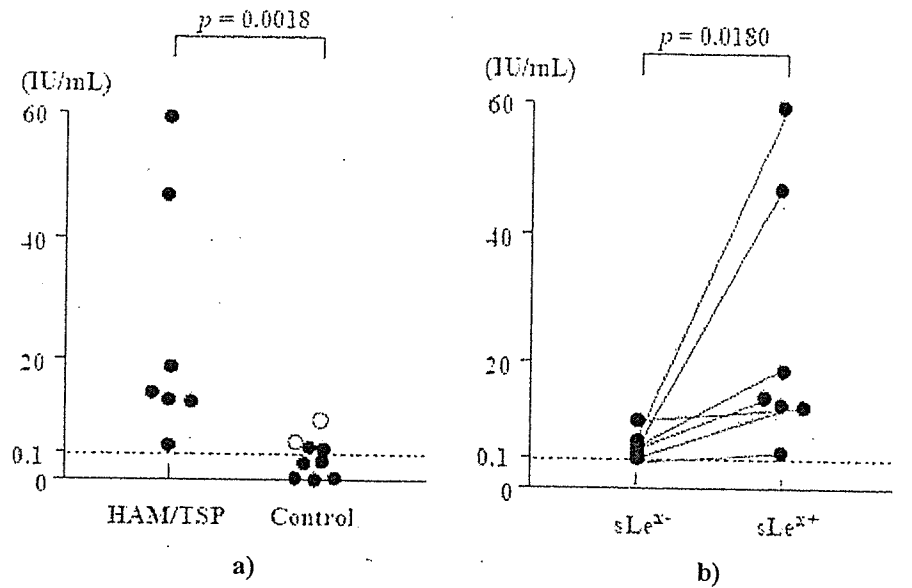 p = 0.0018
(IU/mL)
60
40
20
0.1
0
HAM/TSP Control
a)
p = 0.0180
(IU/mL)
60
40
20
0.1
0
sLeˣ⁻ sLeˣ⁺
b)